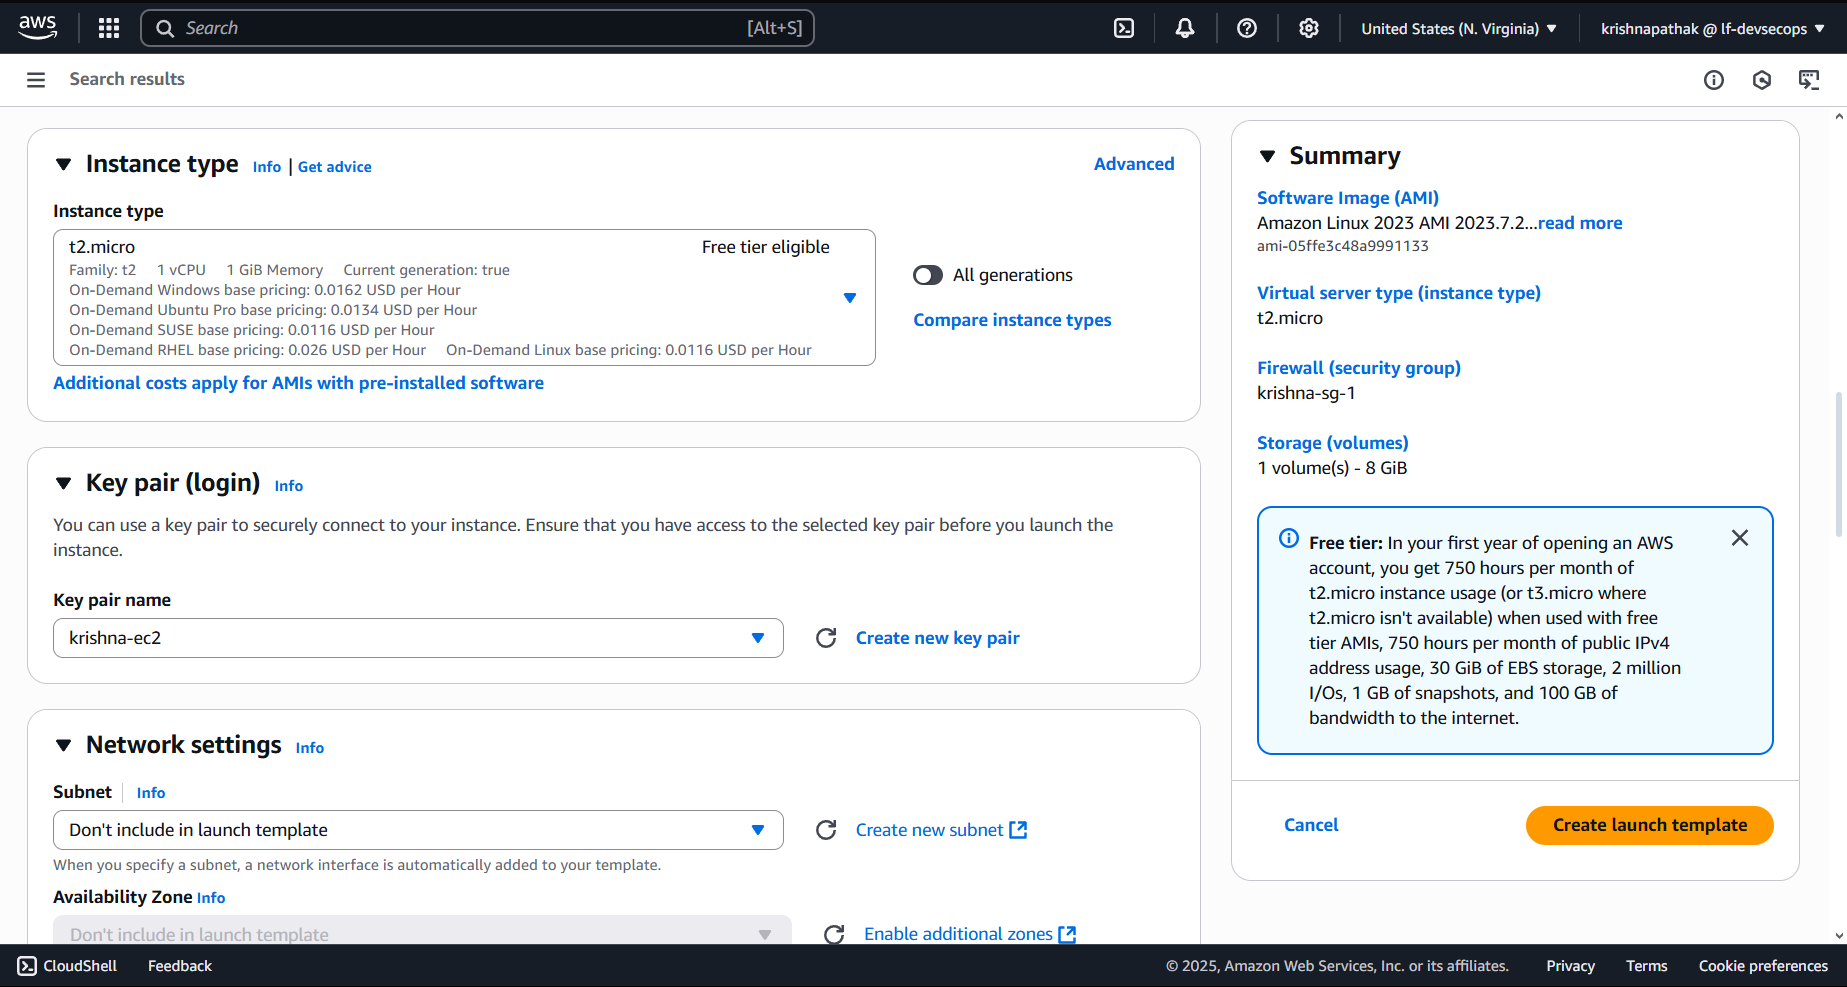 aws
Search [Alt+S]
United States (N. Virginia)
krishnapathak @ lf-devsecops
Search results
Instance type Info | Get advice
Advanced
Instance type
t2.micro Free tier eligible
Family: t2 1 vCPU 1 GiB Memory Current generation: true
On-Demand Windows base pricing: 0.0162 USD per Hour
On-Demand Ubuntu Pro base pricing: 0.0134 USD per Hour
On-Demand SUSE base pricing: 0.0116 USD per Hour
On-Demand RHEL base pricing: 0.026 USD per Hour On-Demand Linux base pricing: 0.0116 USD per Hour
All generations
Compare instance types
Additional costs apply for AMIs with pre-installed software
Key pair (login) Info
You can use a key pair to securely connect to your instance. Ensure that you have access to the selected key pair before you launch the
instance.
Key pair name
krishna-ec2
Create new key pair
Network settings Info
Subnet Info
Don't include in launch template
Create new subnet
When you specify a subnet, a network interface is automatically added to your template.
Availability Zone Info
Don't include in launch template
Enable additional zones
Summary
Software Image (AMI)
Amazon Linux 2023 AMI 2023.7.2...read more
ami-05ffe3c48a9991133
Virtual server type (instance type)
t2.micro
Firewall (security group)
krishna-sg-1
Storage (volumes)
1 volume(s) - 8 GiB
Free tier: In your first year of opening an AWS
account, you get 750 hours per month of
t2.micro instance usage (or t3.micro where
t2.micro isn't available) when used with free
tier AMIs, 750 hours per month of public IPv4
address usage, 30 GiB of EBS storage, 2 million
I/Os, 1 GB of snapshots, and 100 GB of
bandwidth to the internet.
Cancel
Create launch template
CloudShell
Feedback
© 2025, Amazon Web Services, Inc. or its affiliates.
Privacy
Terms
Cookie preferences